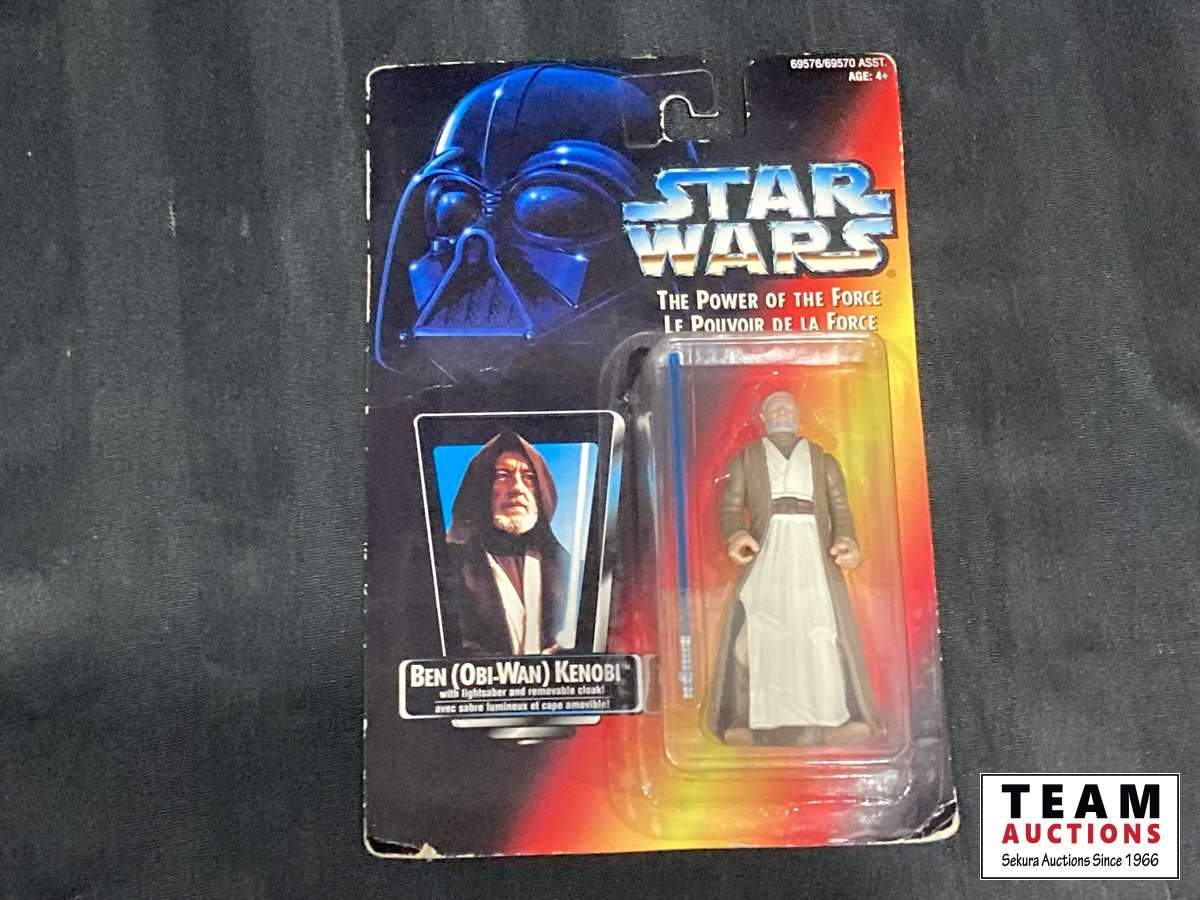 69576/69570 ASST.
AGE: 4+
STAR
WARS®
THE POWER OF THE FORCE
LE POUVOIR DE LA FORCE
BEN (OBI-WAN) KENOBI™
with lightsaber and removable cloak!
avec sabre lumineux et cape amovible!
TEAM
AUCTIONS
Sekura Auctions Since 1966